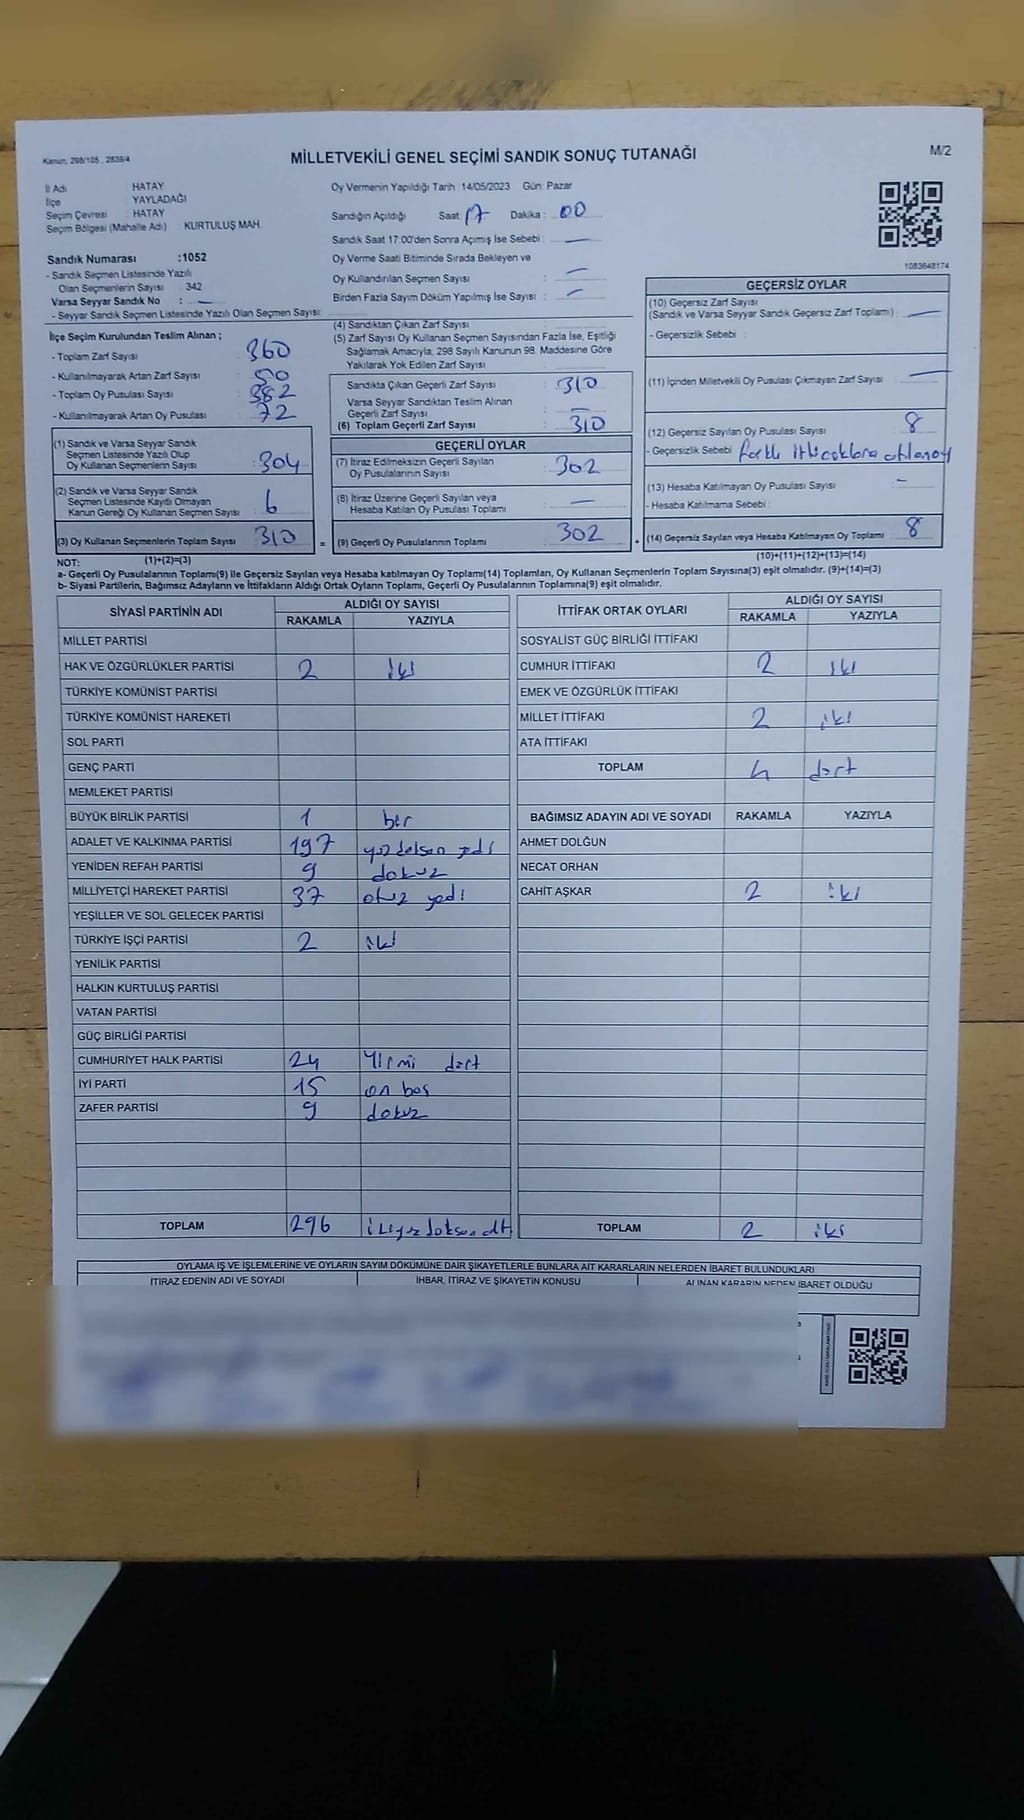 Kanun, 298/105 , 2839/4
MİLLETVEKİLİ GENEL SEÇİMİ SANDIK SONUÇ TUTANAĞI
M/2
İl Adı HATAY
İlçe YAYLADAĞI
Seçim Çevresi : HATAY
Seçim Bölgesi (Mahalle Adı) : KURTULUŞ MAH.
Sandık Numarası :1052
- Sandık Seçmen Listesinde Yazılı
Olan Seçmenlerin Sayısı 342
Varsa Seyyar Sandık No : —
- Seyyar Sandık Seçmen Listesinde Yazılı Olan Seçmen Sayısı :
Oy Vermenin Yapıldığı Tarih :14/05/2023 Gün: Pazar
Sandığın Açıldığı Saat: 17 Dakika : 00
Sandık Saat 17:00'den Sonra Açımış İse Sebebi : —
Oy Verme Saati Bitiminde Sırada Bekleyen ve
Oy Kullandırılan Seçmen Sayısı : —
Birden Fazla Sayım Döküm Yapılmış İse Sayısı : —
1083648174
İlçe Seçim Kurulundan Teslim Alınan ;
- Toplam Zarf Sayısı : 360
- Kullanılmayarak Artan Zarf Sayısı : 50
- Toplam Oy Pusulası Sayısı : 382
- Kullanılmayarak Artan Oy Pusulası : 72
(1) Sandık ve Varsa Seyyar Sandık
Seçmen Listesinde Yazılı Olup
Oy Kullanan Seçmenlerin Sayısı : 304
(2) Sandık ve Varsa Seyyar Sandık
Seçmen Listesinde Kayıtlı Olmayan
Kanun Gereği Oy Kullanan Seçmen Sayısı : 6
(3) Oy Kullanan Seçmenlerin Toplam Sayısı : 310
(1)+(2)=(3)
(4) Sandıktan Çıkan Zarf Sayısı :
(5) Zarf Sayısı Oy Kullanan Seçmen Sayısından Fazla İse, Eşitliği
Sağlamak Amacıyla, 298 Sayılı Kanunun 98. Maddesine Göre
Yakılarak Yok Edilen Zarf Sayısı :
Sandıkta Çıkan Geçerli Zarf Sayısı : 310
Varsa Seyyar Sandıktan Teslim Alınan
Geçerli Zarf Sayısı : —
(6) Toplam Geçerli Zarf Sayısı : 310
GEÇERLİ OYLAR
(7) İtiraz Edilmeksizin Geçerli Sayılan
Oy Pusulalarının Sayısı : 302
(8) İtiraz Üzerine Geçerli Sayılan veya
Hesaba Katılan Oy Pusulası Toplamı : —
= (9) Geçerli Oy Pusulalarının Toplamı : 302
GEÇERSİZ OYLAR
(10) Geçersiz Zarf Sayısı
(Sandık ve Varsa Seyyar Sandık Geçersiz Zarf Toplamı) : —
- Geçersizlik Sebebi :
(11) İçinden Milletvekili Oy Pusulası Çıkmayan Zarf Sayısı : —
(12) Geçersiz Sayılan Oy Pusulası Sayısı : 8
- Geçersizlik Sebebi : farklı ittifaklara atılan oy
(13) Hesaba Katılmayan Oy Pusulası Sayısı : —
- Hesaba Katılmama Sebebi :
+ (14) Geçersiz Sayılan veya Hesaba Katılmayan Oy Toplamı : 8
(10)+(11)+(12)+(13)=(14)
NOT:
a- Geçerli Oy Pusulalarının Toplamı(9) ile Geçersiz Sayılan veya Hesaba katılmayan Oy Toplamı(14) Toplamları, Oy Kullanan Seçmenlerin Toplam Sayısına(3) eşit olmalıdır. (9)+(14)=(3)
b- Siyasi Partilerin, Bağımsız Adayların ve İttifakların Aldığı Oyların Toplamı, Geçerli Oy Pusulalarının Toplamına(9) eşit olmalıdır.
SİYASİ PARTİNİN ADI ALDIĞI OY SAYISI
RAKAMLA YAZIYLA
MİLLET PARTİSİ
HAK VE ÖZGÜRLÜKLER PARTİSİ 2 iki
TÜRKİYE KOMÜNİST PARTİSİ
TÜRKİYE KOMÜNİST HAREKETİ
SOL PARTİ
GENÇ PARTİ
MEMLEKET PARTİSİ
BÜYÜK BİRLİK PARTİSİ 1 bir
ADALET VE KALKINMA PARTİSİ 197 yüz doksan yedi
YENİDEN REFAH PARTİSİ 9 dokuz
MİLLİYETÇİ HAREKET PARTİSİ 37 otuz yedi
YEŞİLLER VE SOL GELECEK PARTİSİ
TÜRKİYE İŞÇİ PARTİSİ 2 iki
YENİLİK PARTİSİ
HALKIN KURTULUŞ PARTİSİ
VATAN PARTİSİ
GÜÇ BİRLİĞİ PARTİSİ
CUMHURİYET HALK PARTİSİ 24 Yirmi dört
İYİ PARTİ 15 on beş
ZAFER PARTİSİ 9 dokuz
TOPLAM 296 ikiyüz doksan altı
İTTİFAK ORTAK OYLARI ALDIĞI OY SAYISI
RAKAMLA YAZIYLA
SOSYALİST GÜÇ BİRLİĞİ İTTİFAKI
CUMHUR İTTİFAKI 2 iki
EMEK VE ÖZGÜRLÜK İTTİFAKI
MİLLET İTTİFAKI 2 iki
ATA İTTİFAKI
TOPLAM 4 dört
BAĞIMSIZ ADAYIN ADI VE SOYADI RAKAMLA YAZIYLA
AHMET DOLĞUN
NECAT ORHAN
CAHİT AŞKAR 2 iki
TOPLAM 2 iki
OYLAMA İŞ VE İŞLEMLERİNE VE OYLARIN SAYIM DÖKÜMÜNE DAİR ŞİKAYETLERLE BUNLARA AİT KARARLARIN NELERDEN İBARET BULUNDUKLARI
İTİRAZ EDENİN ADI VE SOYADI İHBAR, İTİRAZ VE ŞİKAYETİN KONUSU ALINAN KARARIN NEDEN İBARET OLDUĞU